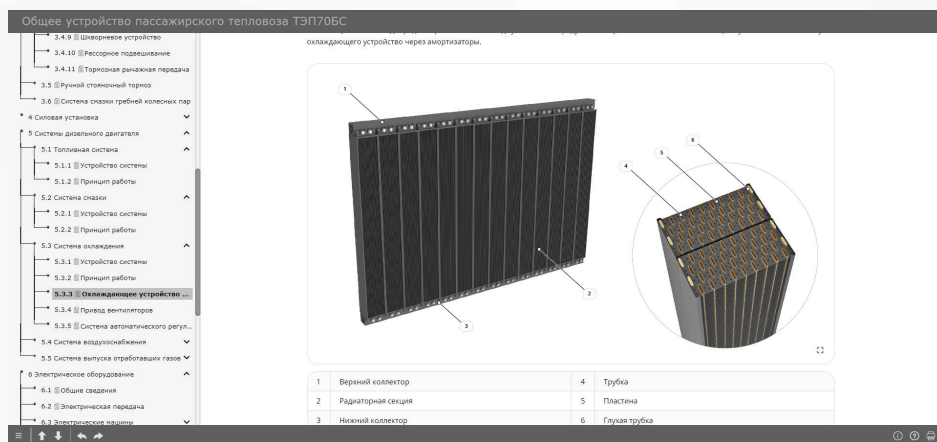 Общее устройство пассажирского тепловоза ТЭП70БС
3.4.9 Шкворневое устройство
3.4.10 Рессорное подвешивание
3.4.11 Тормозная рычажная передача
3.5 Ручной стояночный тормоз
3.6 Система смазки гребней колесных пар
4 Силовая установка
5 Системы дизельного двигателя
5.1 Топливная система
5.1.1 Устройство системы
5.1.2 Принцип работы
5.2 Система смазки
5.2.1 Устройство системы
5.2.2 Принцип работы
5.3 Система охлаждения
5.3.1 Устройство системы
5.3.2 Принцип работы
5.3.3 Охлаждающее устройство ...
5.3.4 Привод вентиляторов
5.3.5 Система автоматического регул...
5.4 Система воздухоснабжения
5.5 Система выпуска отработавших газов
6 Электрическое оборудование
6.1 Общие сведения
6.2 Электрическая передача
6.3 Электрические машины
охлаждающего устройство через амортизаторы.
1
2
3
4
5
6
1 Верхний коллектор 4 Трубка
2 Радиаторная секция 5 Пластина
3 Нижний коллектор 6 Глухая трубка